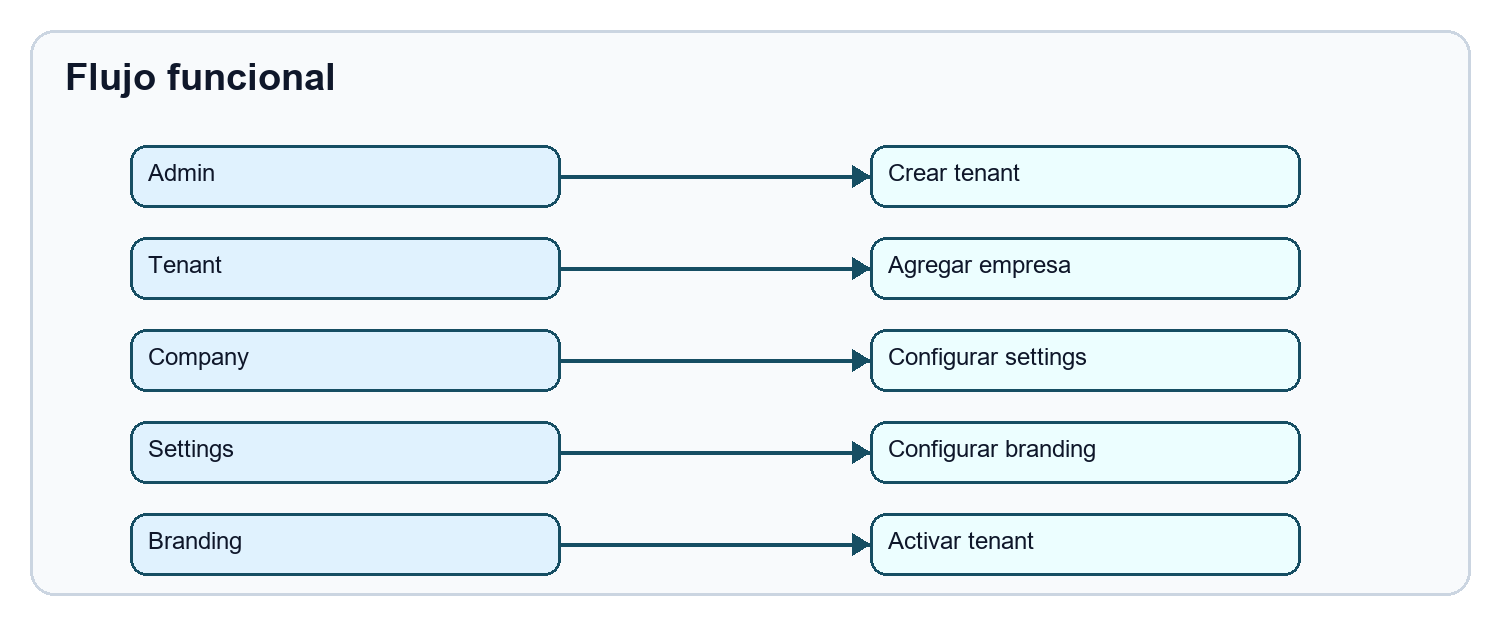 Flujo funcional
Admin
Crear tenant
Tenant
Agregar empresa
Company
Configurar settings
Settings
Configurar branding
Branding
Activar tenant